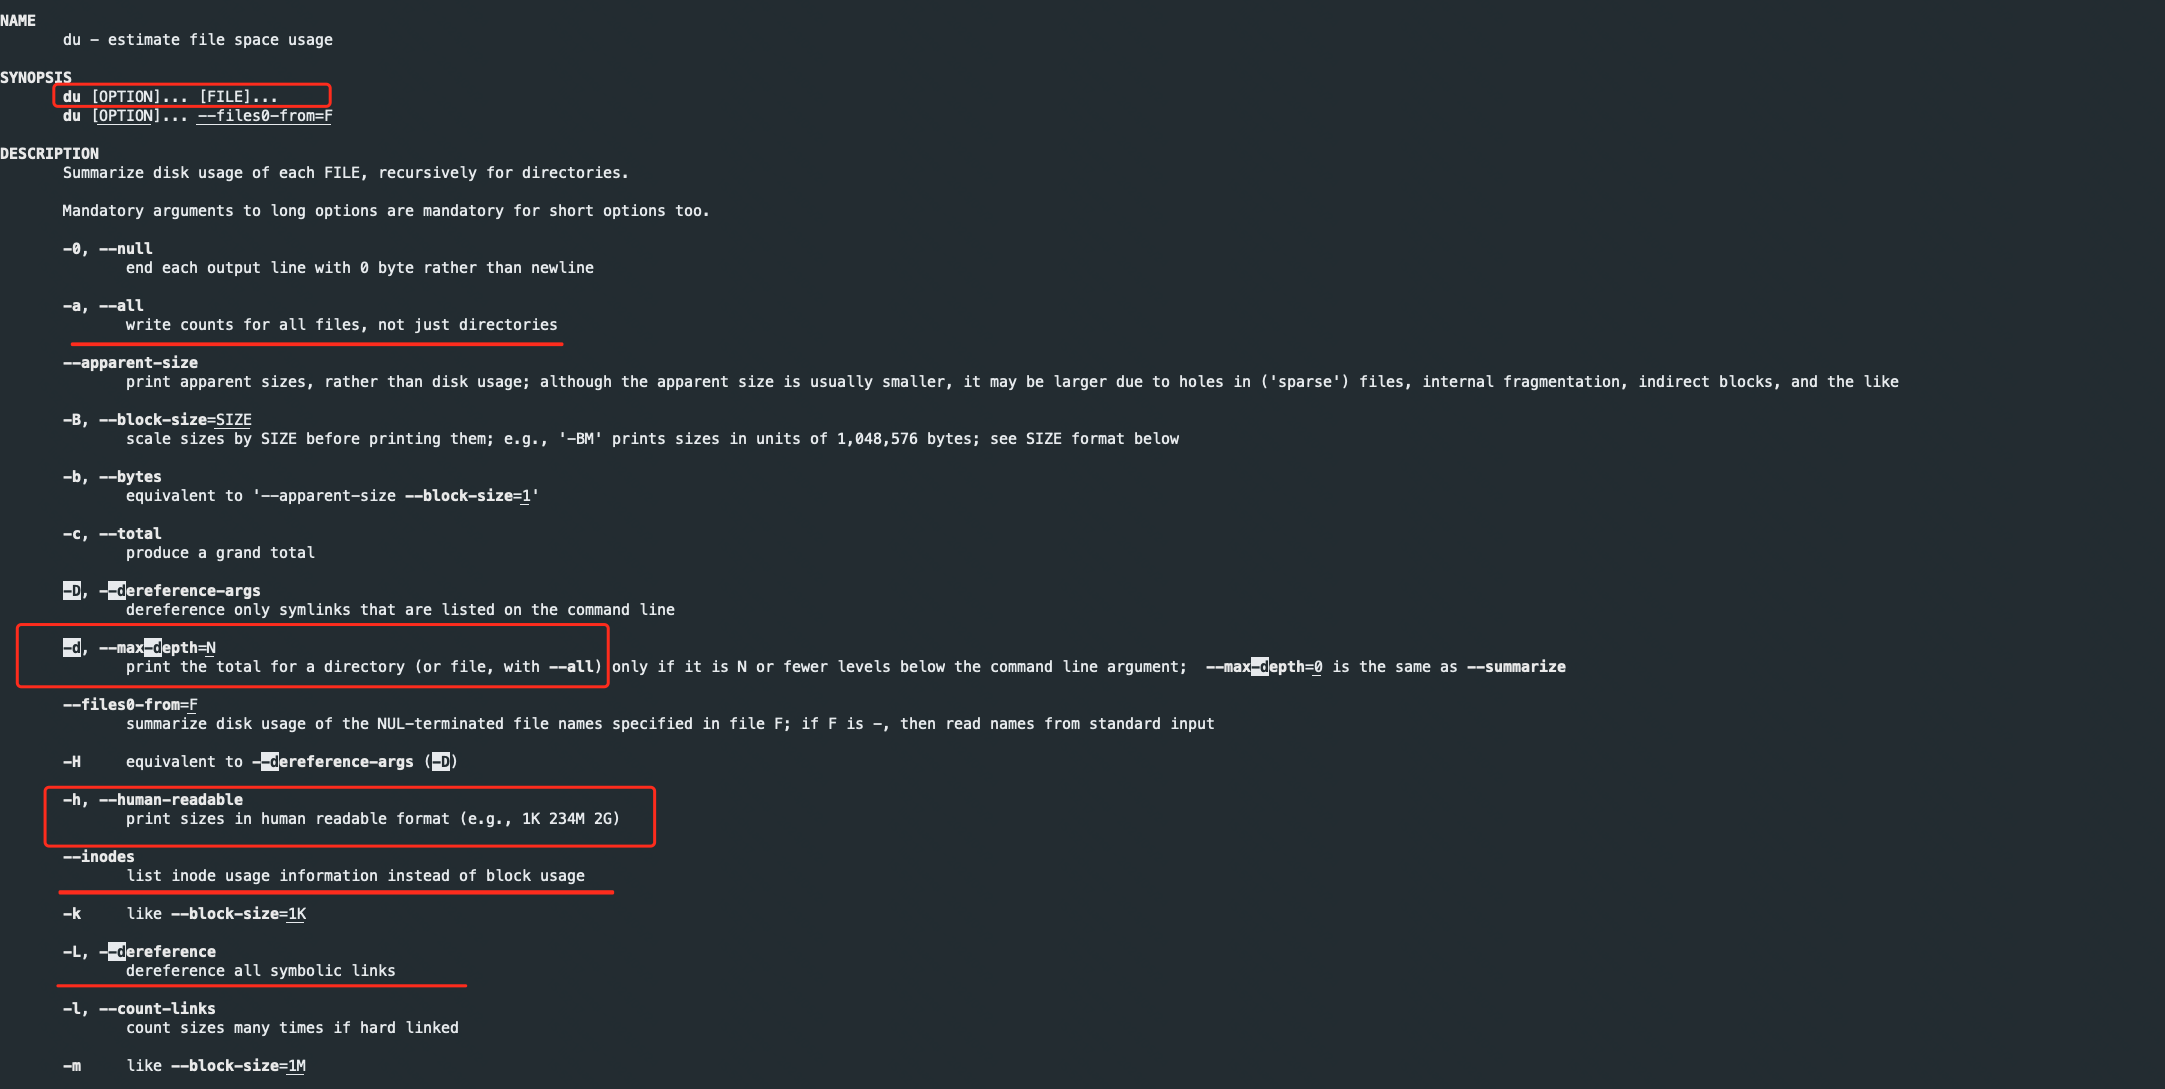 NAME
du - estimate file space usage
SYNOPSIS
du [OPTION]... [FILE]...
du [OPTION]... --files0-from=F
DESCRIPTION
Summarize disk usage of each FILE, recursively for directories.
Mandatory arguments to long options are mandatory for short options too.
-0, --null
end each output line with 0 byte rather than newline
-a, --all
write counts for all files, not just directories
--apparent-size
print apparent sizes, rather than disk usage; although the apparent size is usually smaller, it may be larger due to holes in ('sparse') files, internal fragmentation, indirect blocks, and the like
-B, --block-size=SIZE
scale sizes by SIZE before printing them; e.g., '-BM' prints sizes in units of 1,048,576 bytes; see SIZE format below
-b, --bytes
equivalent to '--apparent-size --block-size=1'
-c, --total
produce a grand total
-D, --dereference-args
dereference only symlinks that are listed on the command line
-d, --max-depth=N
print the total for a directory (or file, with --all) only if it is N or fewer levels below the command line argument;  --max-depth=0 is the same as --summarize
--files0-from=F
summarize disk usage of the NUL-terminated file names specified in file F; if F is -, then read names from standard input
-H     equivalent to --dereference-args (-D)
-h, --human-readable
print sizes in human readable format (e.g., 1K 234M 2G)
--inodes
list inode usage information instead of block usage
-k     like --block-size=1K
-L, --dereference
dereference all symbolic links
-l, --count-links
count sizes many times if hard linked
-m     like --block-size=1M